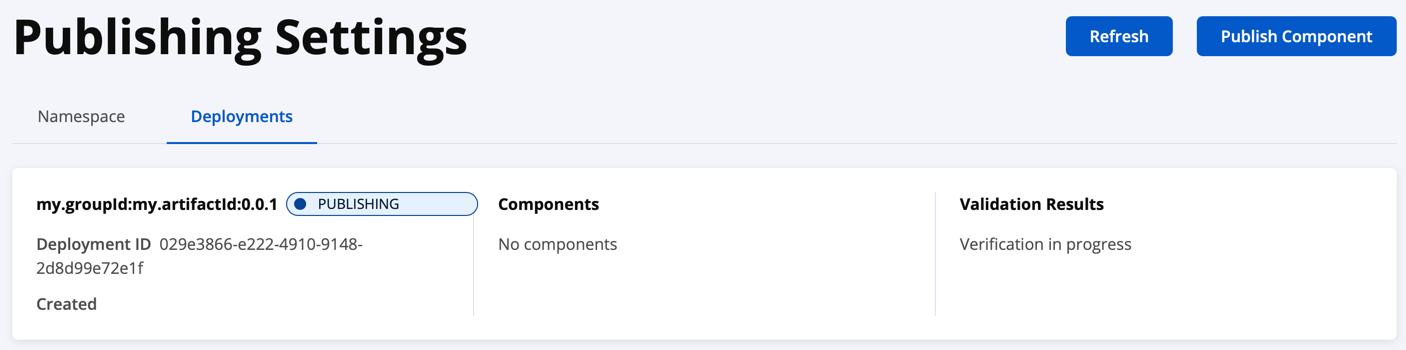 Publishing Settings
Refresh
Publish Component
Namespace
Deployments
my.groupId:my.artifactId:0.0.1 PUBLISHING
Deployment ID 029e3866-e222-4910-9148-
2d8d99e72e1f
Created
Components
No components
Validation Results
Verification in progress